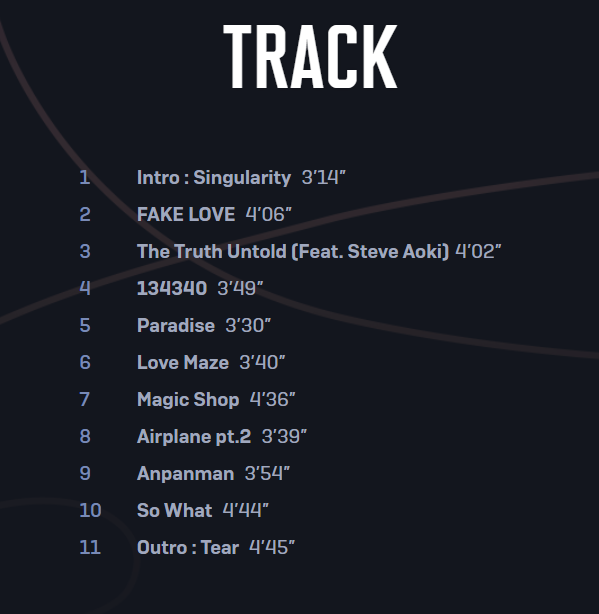 TRACK
1 Intro : Singularity 3'14"
2 FAKE LOVE 4'06"
3 The Truth Untold (Feat. Steve Aoki) 4'02"
4 134340 3'49"
5 Paradise 3'30"
6 Love Maze 3'40"
7 Magic Shop 4'36"
8 Airplane pt.2 3'39"
9 Anpanman 3'54"
10 So What 4'44"
11 Outro : Tear 4'45"